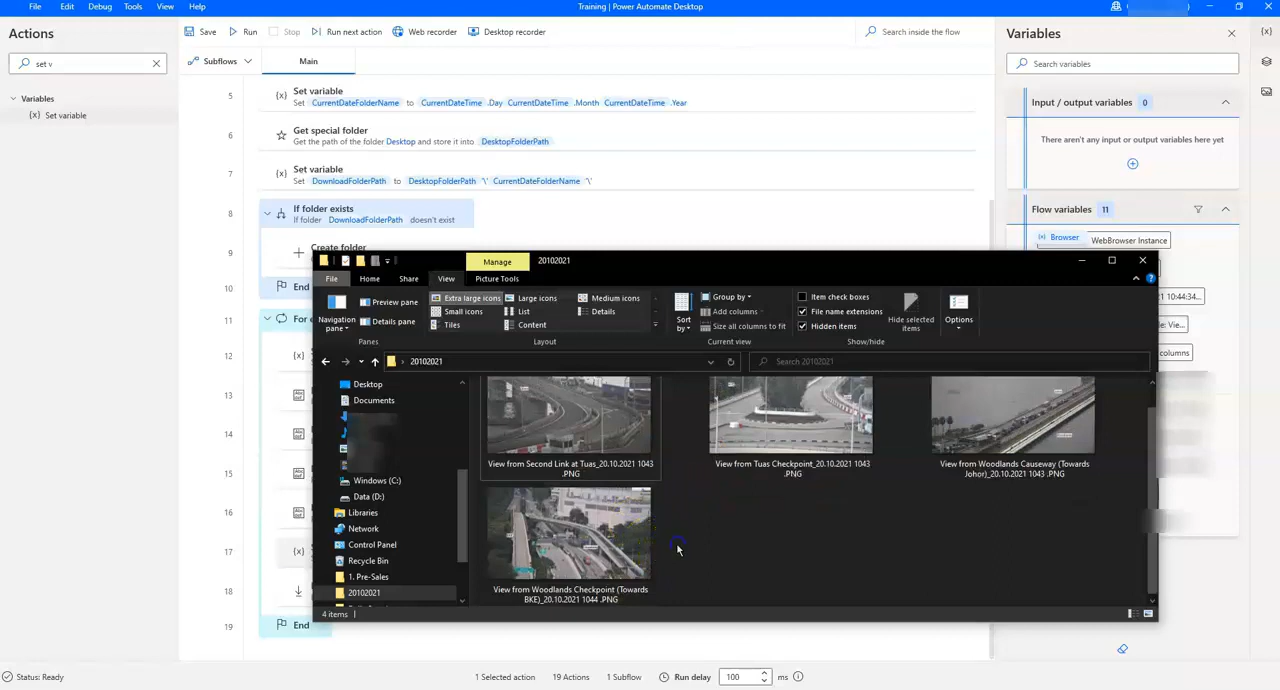 File Edit Debug Tools View Help
Training | Power Automate Desktop
Actions
set v
Variables
{x} Set variable
Save Run Stop Run next action Web recorder Desktop recorder
Search inside the flow
Subflows Main
5 {x} Set variable
Set CurrentDateFolderName to CurrentDateTime .Day CurrentDateTime .Month CurrentDateTime .Year
6 Get special folder
Get the path of the folder Desktop and store it into DesktopFolderPath
7 {x} Set variable
Set DownloadFolderPath to DesktopFolderPath '\' CurrentDateFolderName '\'
8 If folder exists
If folder DownloadFolderPath doesn't exist
9 Create folder
10 End
11 For e
12 {x}
13
14
15
16
17 {x}
18
19 End
Variables
Search variables
Input / output variables 0
There aren't any input or output variables here yet
Flow variables 11
(x) Browser WebBrowser Instance
10:44:34...
le: Vie...
columns
Manage 20102021
File Home Share View Picture Tools
Navigation pane
Preview pane
Details pane
Panes
Extra large icons Large icons Medium icons
Small icons List Details
Tiles Content
Layout
Sort by
Group by
Add columns
Size all columns to fit
Current view
Item check boxes
File name extensions
Hidden items
Hide selected items
Show/hide
Options
20102021
Search 20102021
Desktop
Documents
Windows (C:)
Data (D:)
Libraries
Network
Control Panel
Recycle Bin
1. Pre-Sales
20102021
View from Second Link at Tuas_20.10.2021 1043
.PNG
View from Tuas Checkpoint_20.10.2021 1043
.PNG
View from Woodlands Causeway (Towards
Johor)_20.10.2021 1043 .PNG
View from Woodlands Checkpoint (Towards
BKE)_20.10.2021 1044 .PNG
4 items
Status: Ready
1 Selected action 19 Actions 1 Subflow Run delay 100 ms